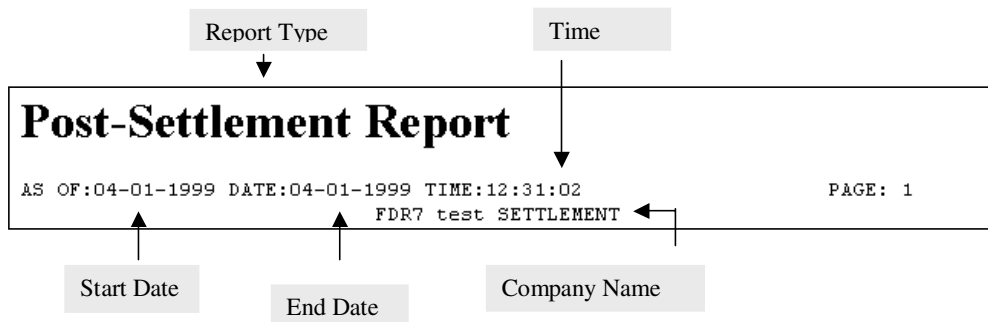 Report Type
Time
Post-Settlement Report
AS OF:04-01-1999 DATE:04-01-1999 TIME:12:31:02 PAGE: 1
FDR7 test SETTLEMENT
Start Date
End Date
Company Name